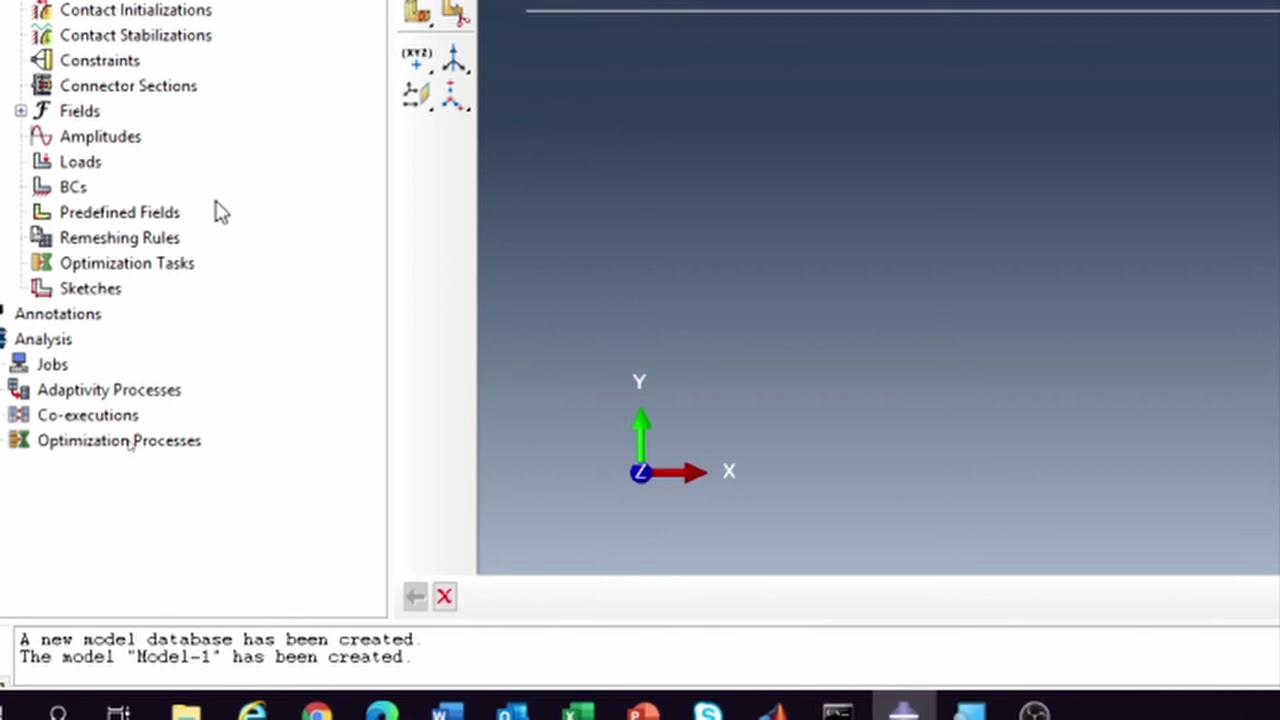 Contact Initializations
Contact Stabilizations
Constraints
Connector Sections
Fields
Amplitudes
Loads
BCs
Predefined Fields
Remeshing Rules
Optimization Tasks
Sketches
Annotations
Analysis
Jobs
Adaptivity Processes
Co-executions
Optimization Processes
(XYZ)
Y
Z
X
A new model database has been created.
The model "Model-1" has been created.